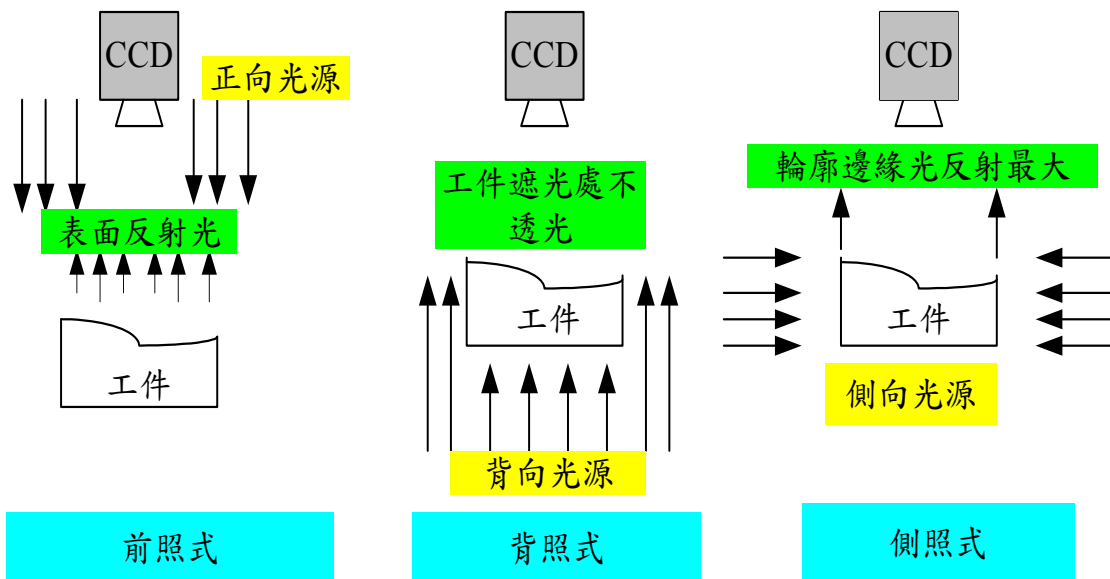 CCD
正向光源
表面反射光
工件
前照式
CCD
工件遮光處不
透光
工件
背向光源
背照式
CCD
輪廓邊緣光反射最大
工件
側向光源
側照式